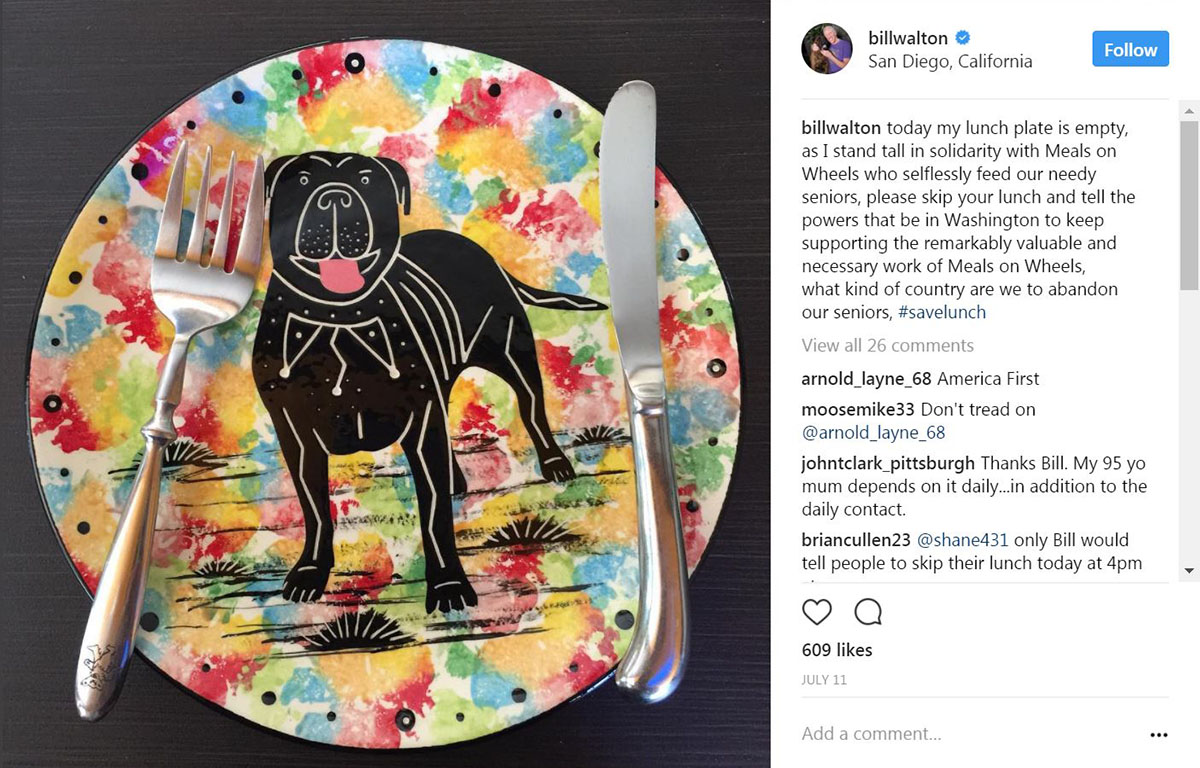 billwalton
San Diego, California
Follow
billwalton today my lunch plate is empty,
as I stand tall in solidarity with Meals on
Wheels who selflessly feed our needy
seniors, please skip your lunch and tell the
powers that be in Washington to keep
supporting the remarkably valuable and
necessary work of Meals on Wheels,
what kind of country are we to abandon
our seniors, #savelunch
View all 26 comments
arnold_layne_68 America First
moosemike33 Don't tread on
@arnold_layne_68
johntclark_pittsburgh Thanks Bill. My 95 yo
mum depends on it daily...in addition to the
daily contact.
briancullen23 @shane431 only Bill would
tell people to skip their lunch today at 4pm
609 likes
JULY 11
Add a comment...